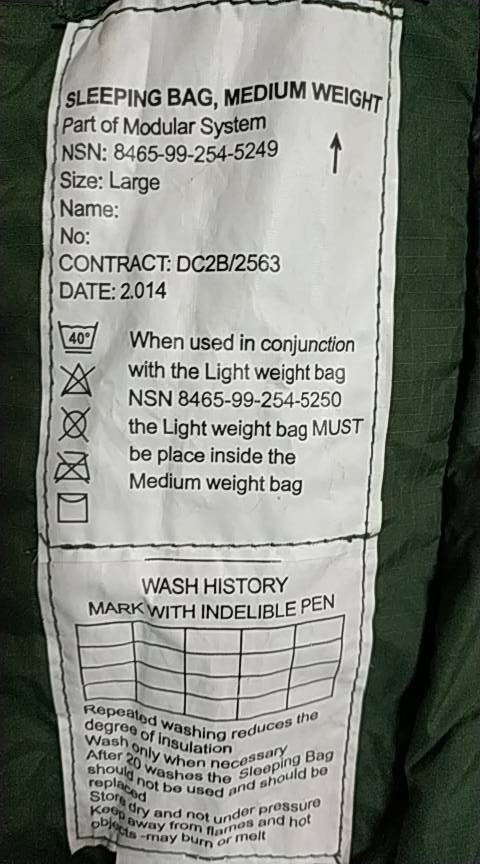 SLEEPING BAG, MEDIUM WEIGHT
Part of Modular System
NSN: 8465-99-254-5249
Size: Large
Name:
No:
CONTRACT: DC2B/2563
DATE: 2.014
40°
When used in conjunction
with the Light weight bag
NSN 8465-99-254-5250
the Light weight bag MUST
be place inside the
Medium weight bag
WASH HISTORY
MARK WITH INDELIBLE PEN
Repeated washing reduces the
degree of insulation
Wash only when necessary
After 20 washes the Sleeping Bag
should not be used and should be
replaced
Store dry and not under pressure
Keep away from flames and hot
objects -may burn or melt